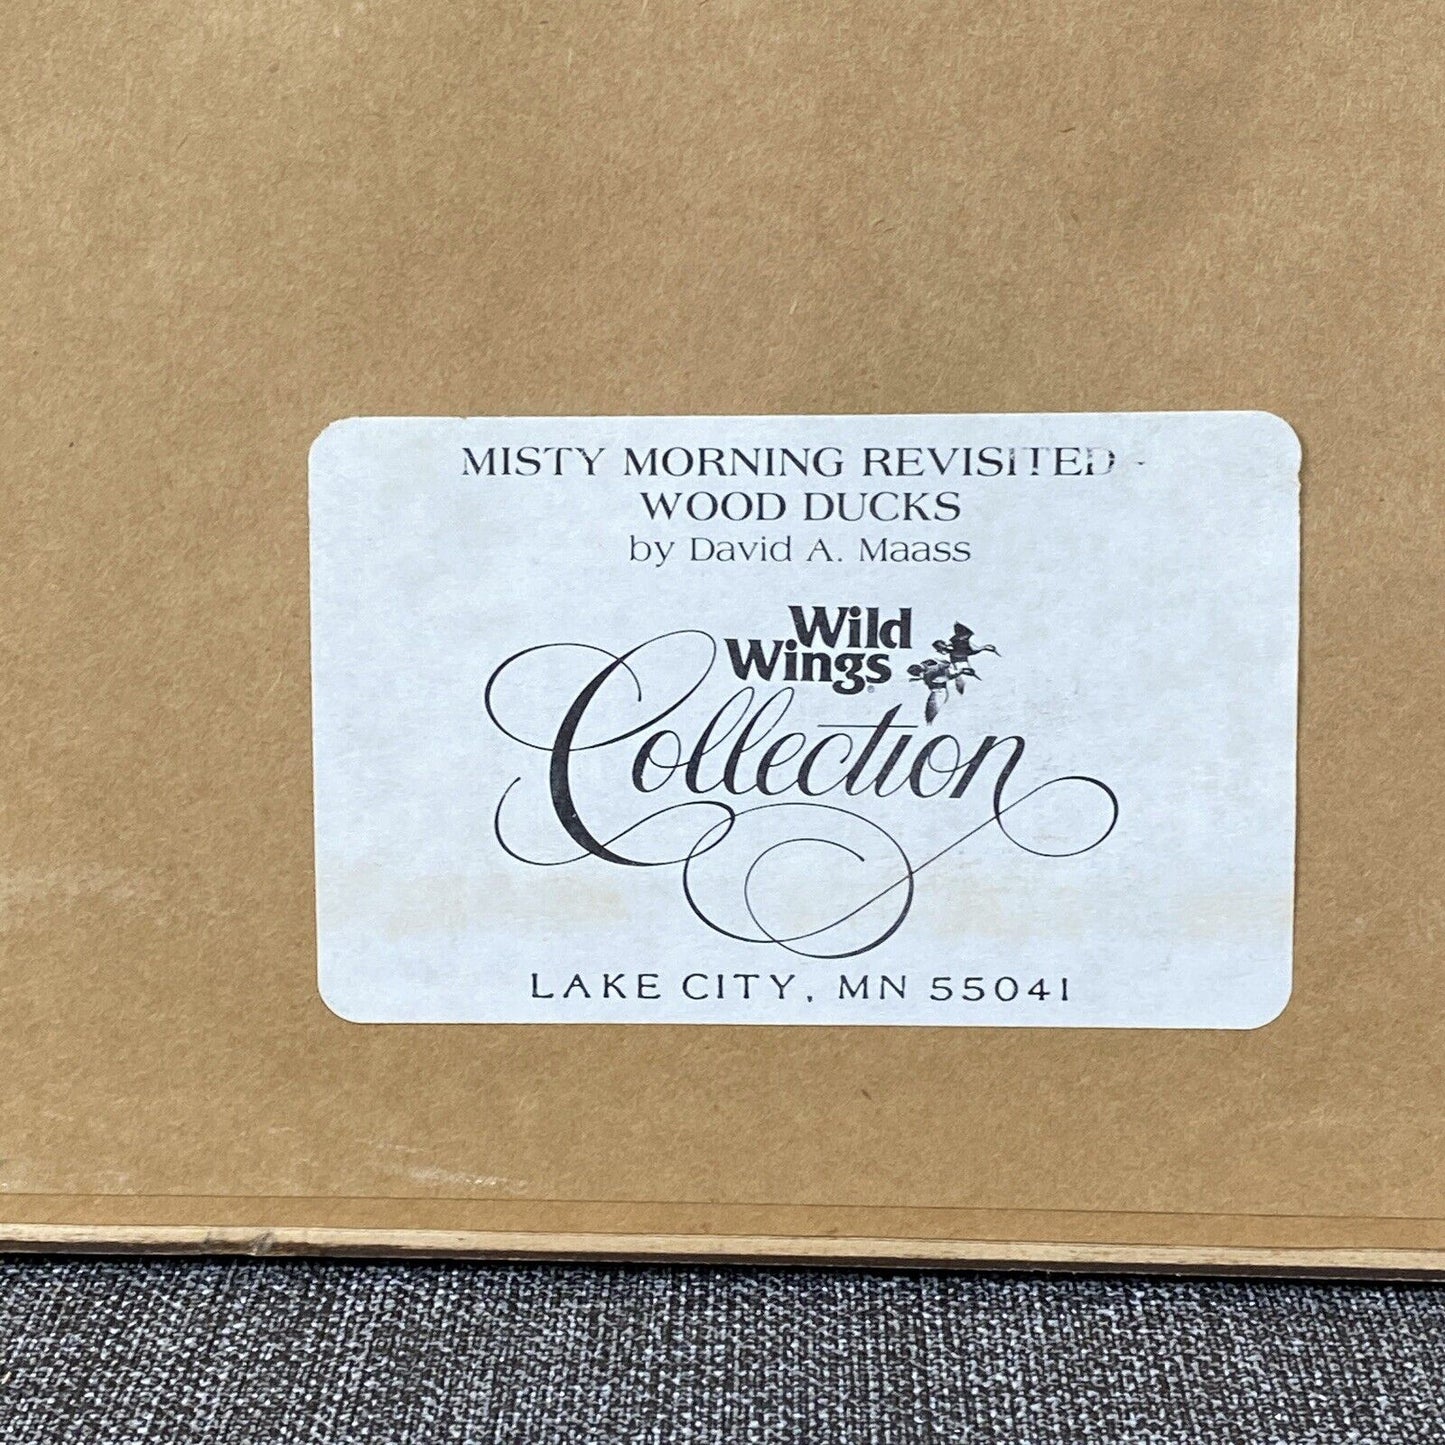 MISTY MORNING REVISITED -
WOOD DUCKS
by David A. Maass
Wild
Wings®
Collection
LAKE CITY, MN 55041